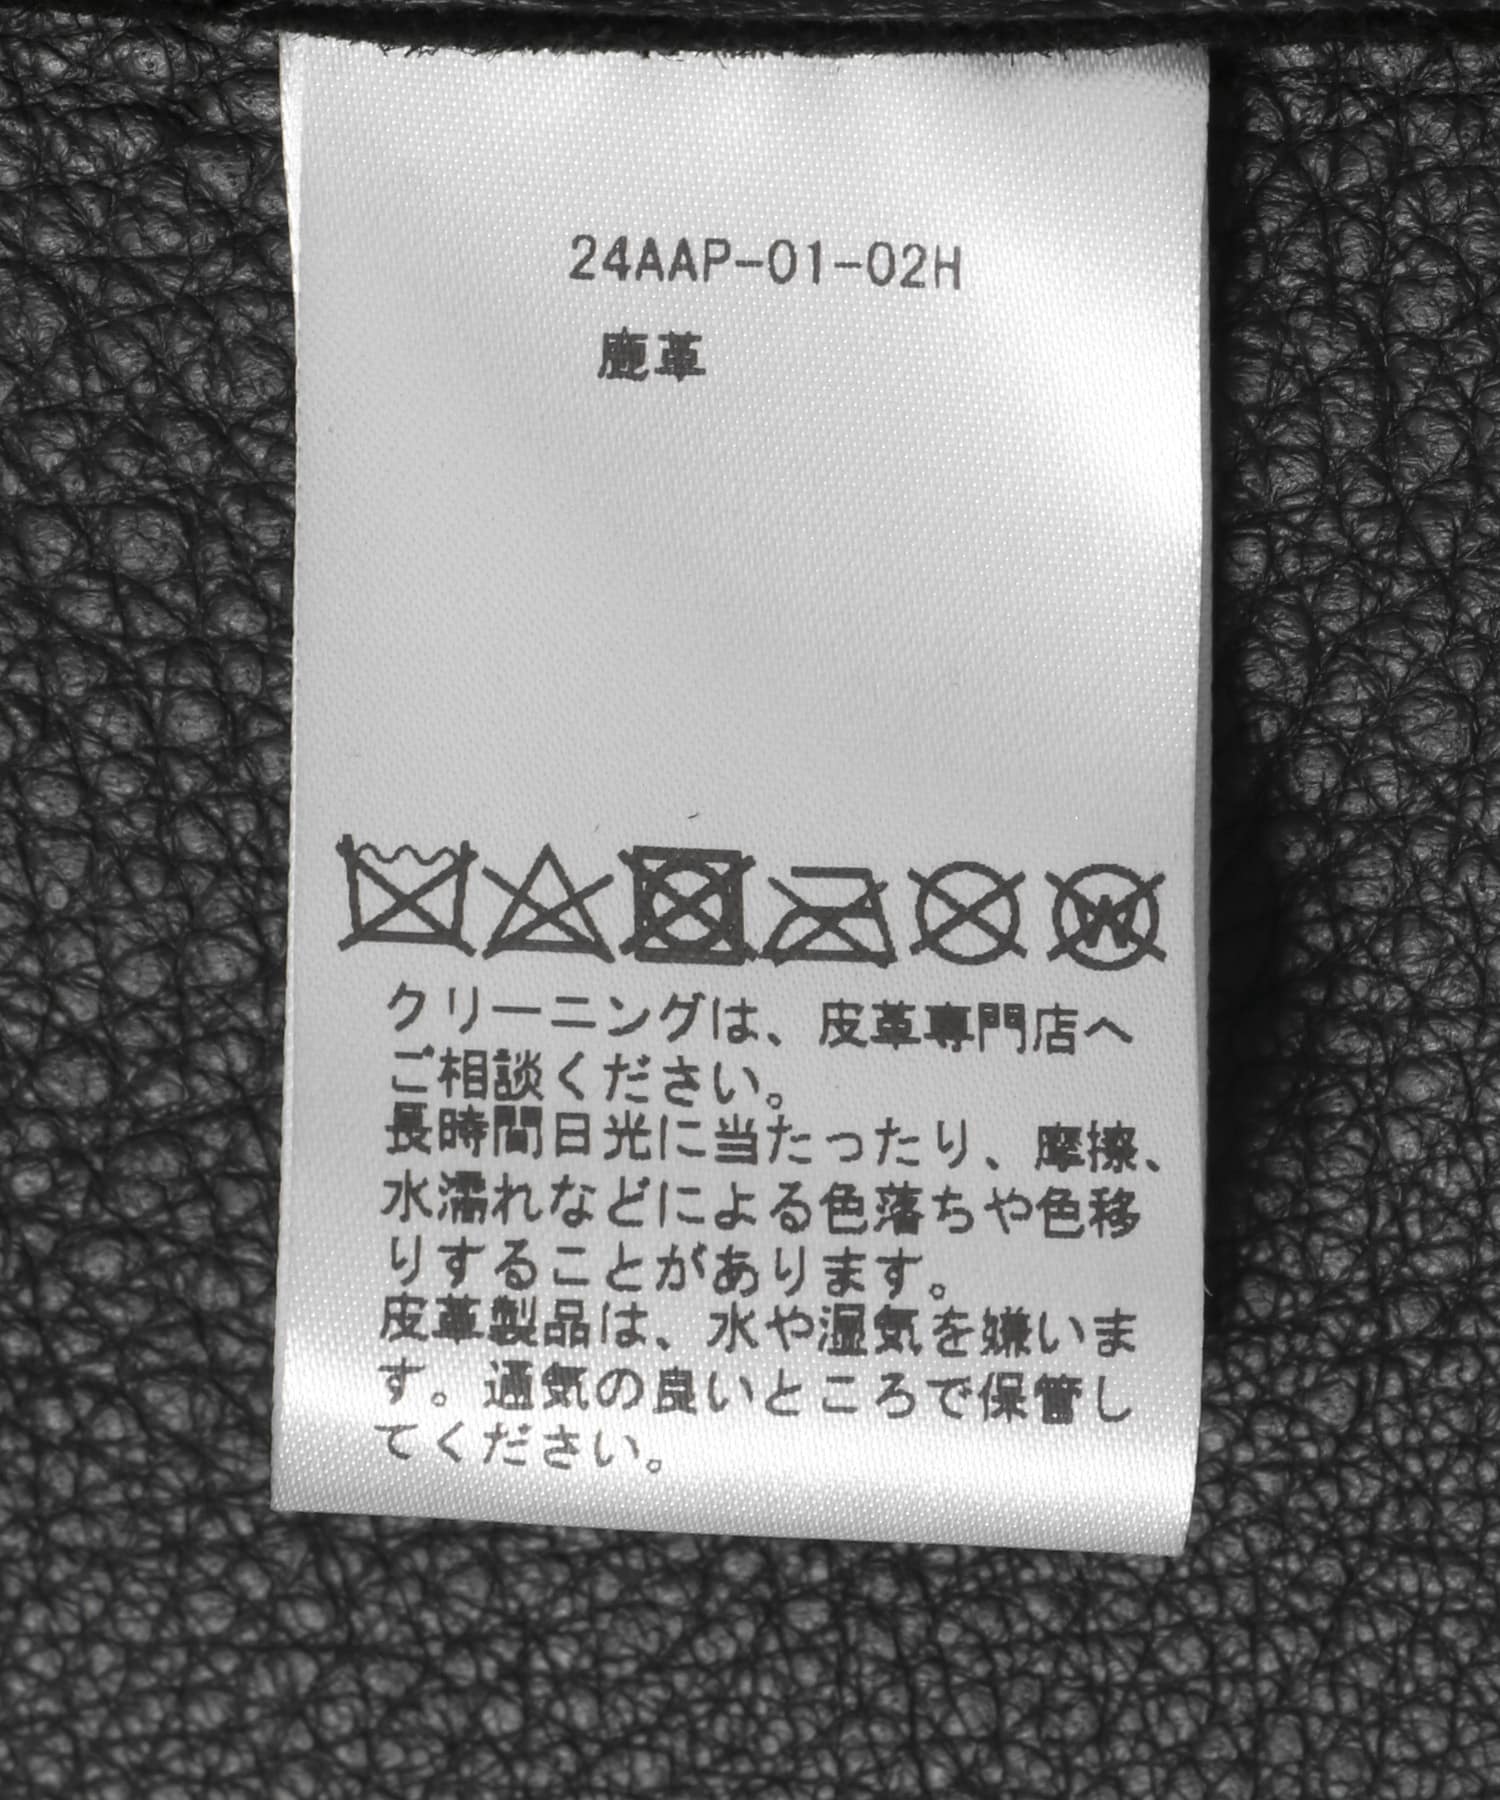 24AAP-01-02H
鹿革
W
クリーニングは、皮革専門店へ
ご相談ください。
長時間日光に当たったり、摩擦、
水濡れなどによる色落ちや色移
りすることがあります。
皮革製品は、水や湿気を嫌いま
す。通気の良いところで保管し
てください。